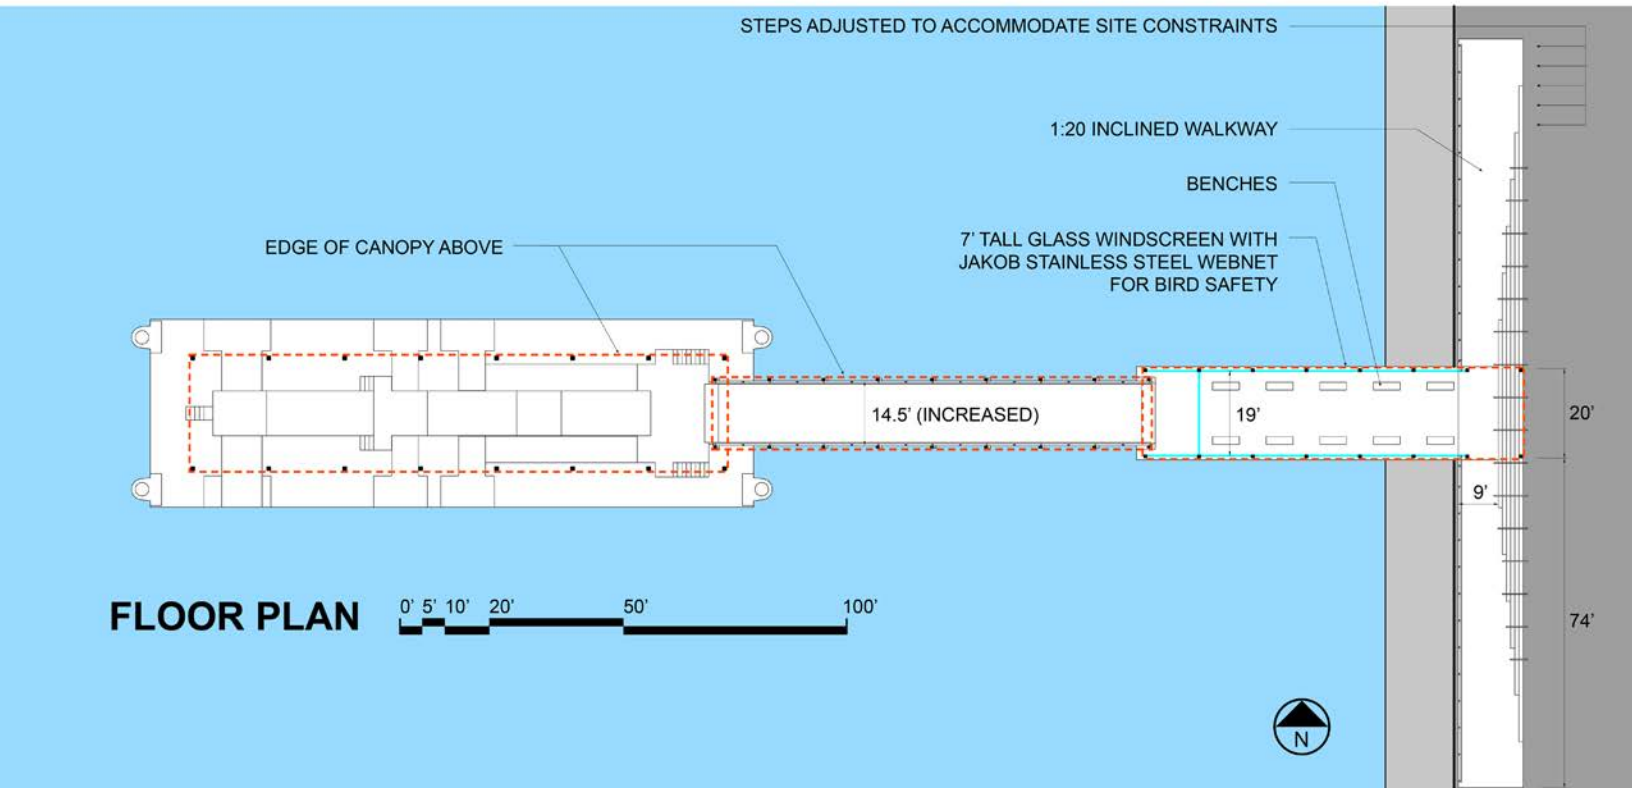 STEPS ADJUSTED TO ACCOMMODATE SITE CONSTRAINTS
1:20 INCLINED WALKWAY
BENCHES
7' TALL GLASS WINDSCREEN WITH
JAKOB STAINLESS STEEL WEBNET
FOR BIRD SAFETY
EDGE OF CANOPY ABOVE
14.5' (INCREASED)
19'
20'
9'
74'
FLOOR PLAN
0' 5' 10' 20' 50' 100'
N